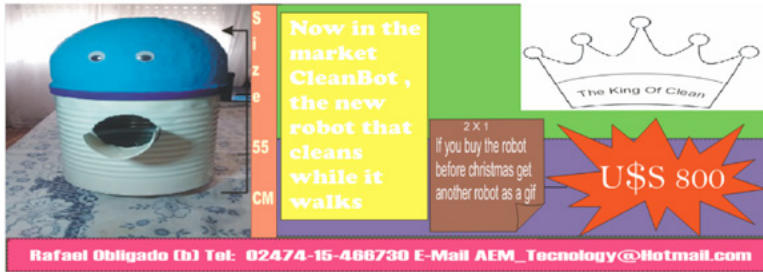 Size 55 CM
Now in the
market
CleanBot ,
the new
robot that
cleans
while it
walks
The King Of Clean
2 X 1
If you buy the robot
before christmas get
another robot as a gif
U$S 800
Rafael Obligado (b) Tel: 02474-15-466730 E-Mail AEM_Tecnology@Hotmail.com